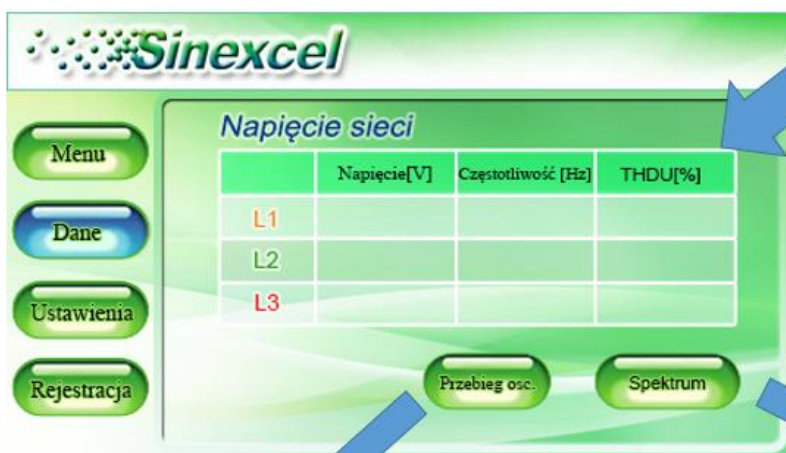 Sinexcel
Menu
Dane
Ustawienia
Rejestracja
Napięcie sieci
Napięcie[V] Częstotliwość [Hz] THDU[%]
L1
L2
L3
Przebieg osc. Spektrum